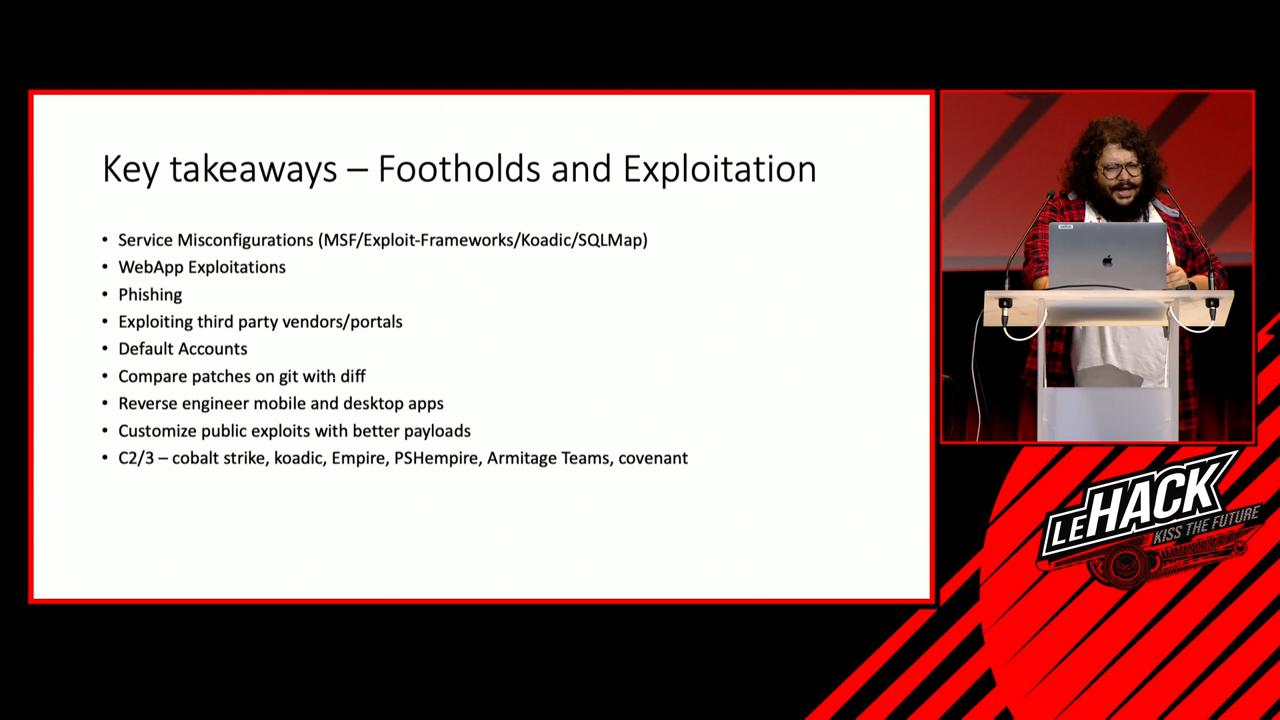 Key takeaways – Footholds and Exploitation
• Service Misconfigurations (MSF/Exploit-Frameworks/Koadic/SQLMap)
• WebApp Exploitations
• Phishing
• Exploiting third party vendors/portals
• Default Accounts
• Compare patches on git with diff
• Reverse engineer mobile and desktop apps
• Customize public exploits with better payloads
• C2/3 – cobalt strike, koadic, Empire, PSHempire, Armitage Teams, covenant
LEHACK
KISS THE FUTURE